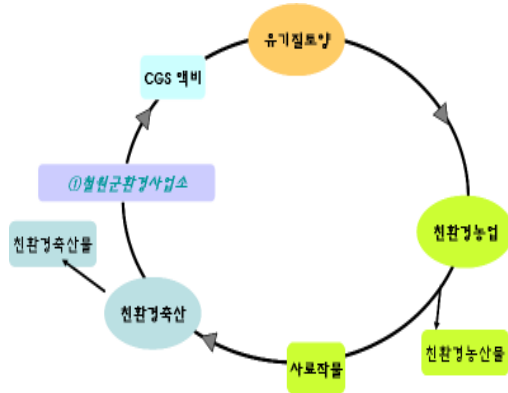 유기질토양
CGS 액비
①철원군환경사업소
친환경농업
친환경축산물
친환경축산
친환경농산물
사료작물